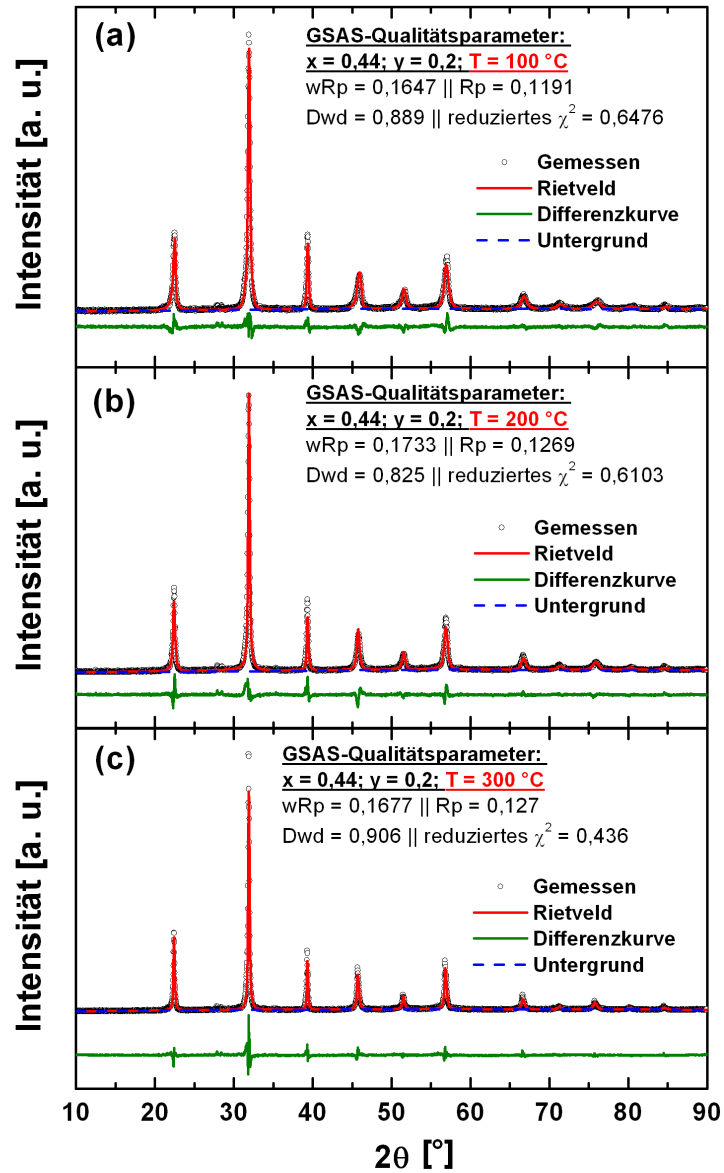 (a)
GSAS-Qualitätsparameter:
x = 0,44; y = 0,2; T = 100 °C
wRp = 0,1647 || Rp = 0,1191
Dwd = 0,889 || reduziertes χ² = 0,6476
Gemessen
Rietveld
Differenzkurve
Untergrund
Intensität [a. u.]
(b)
GSAS-Qualitätsparameter:
x = 0,44; y = 0,2; T = 200 °C
wRp = 0,1733 || Rp = 0,1269
Dwd = 0,825 || reduziertes χ² = 0,6103
Gemessen
Rietveld
Differenzkurve
Untergrund
Intensität [a. u.]
(c)
GSAS-Qualitätsparameter:
x = 0,44; y = 0,2; T = 300 °C
wRp = 0,1677 || Rp = 0,127
Dwd = 0,906 || reduziertes χ² = 0,436
Gemessen
Rietveld
Differenzkurve
Untergrund
Intensität [a. u.]
10 20 30 40 50 60 70 80 90
2θ [°]